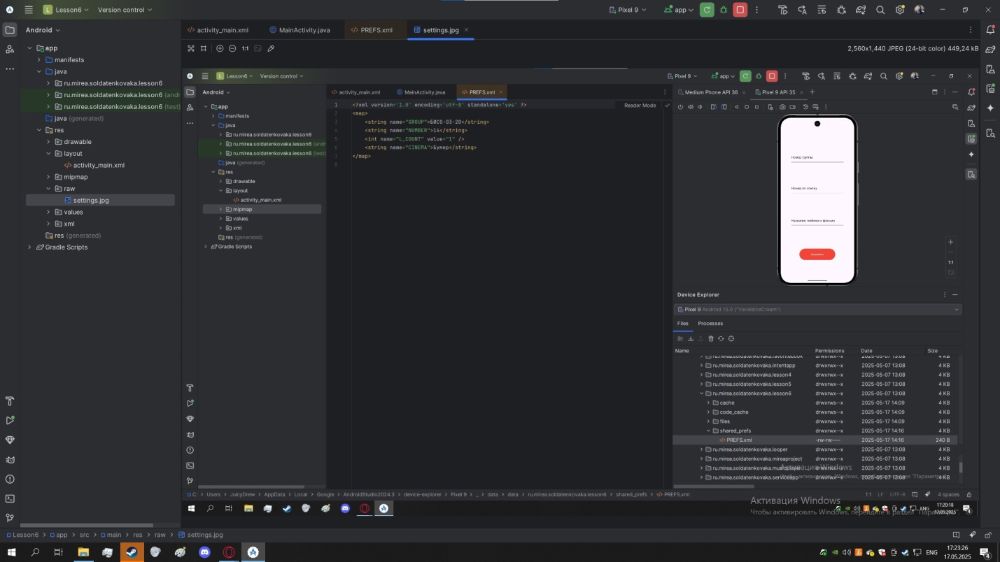 L Lesson6 Version control Pixel 9 app
Android
activity_main.xml MainActivity.java PREFS.xml settings.jpg
1:1 2,560x1,440 JPEG (24-bit color) 449,24 kB
app
manifests
java
ru.mirea.soldatenkovaka.lesson6
ru.mirea.soldatenkovaka.lesson6 (andr
ru.mirea.soldatenkovaka.lesson6 (test)
java (generated)
res
drawable
layout
activity_main.xml
mipmap
raw
settings.jpg
values
xml
res (generated)
Gradle Scripts
L Lesson6 Version control Pixel 9 app
Android
app
manifests
java
ru.mirea.soldatenkovaka.lesson6
ru.mirea.soldatenkovaka.lesson6 (andr
ru.mirea.soldatenkovaka.lesson6 (test)
java (generated)
res
drawable
layout
activity_main.xml
mipmap
values
xml
res (generated)
Gradle Scripts
activity_main.xml MainActivity.java PREFS.xml
Reader Mode
1 <?xml version='1.0' encoding='utf-8' standalone='yes' ?>
2 <map>
3 <string name="GROUP">БИСО-03-20</string>
4 <string name="NUMBER">14</string>
5 <int name="L_COUNT" value="1" />
6 <string name="CINEMA">Бумер</string>
7 </map>
8
Medium Phone API 36 Pixel 9 API 35
Номер группы
Номер по списку
Название любимого фильма
1:1
Device Explorer
Pixel 9 Android 15.0 ("VanillaIceCream")
Files Processes
Name Permissions Date Size
ru.mirea.soldatenkovaka.favoritebook drwxrwx--x 2025-05-07 13:08 4 KB
ru.mirea.soldatenkovaka.intentapp drwxrwx--x 2025-05-07 13:08 4 KB
ru.mirea.soldatenkovaka.lesson4 drwxrwx--x 2025-05-07 13:08 4 KB
ru.mirea.soldatenkovaka.lesson5 drwxrwx--x 2025-05-07 13:08 4 KB
ru.mirea.soldatenkovaka.lesson6 drwxrwx--x 2025-05-07 13:08 4 KB
cache drwxrws--x 2025-05-17 14:09 4 KB
code_cache drwxrws--x 2025-05-17 14:09 4 KB
files drwxrwx--x 2025-05-17 14:09 4 KB
shared_prefs drwxrwx--x 2025-05-17 14:16 4 KB
PREFS.xml -rw-rw---- 2025-05-17 14:16 240 B
ru.mirea.soldatenkovaka.looper drwxrwx--x 2025-05-07 13:08 4 KB
ru.mirea.soldatenkovaka.mireaproject drwxrwx--x 2025-05-07 13:08 4 KB
ru.mirea.soldatenkovaka.musicplayer drwxrwx--x 2025-05-07 13:08 4 KB
ru.mirea.soldatenkovaka.serviceapp drwxrwx--x 2025-05-07 13:08 4 KB
Активация Windows
C: Users JuicyDrew AppData Local Google AndroidStudio2024.3 device-explorer Pixel 9 _ data data ru.mirea.soldatenkovaka.lesson6 shared_prefs PREFS.xml 1:1 LF UTF-8 4 spaces
Активация Windows
Чтобы активировать Windows, перейдите в раздел "Параметры".
ENG 17:20:18
17.05.2025
Lesson6 app src main res raw settings.jpg
ENG 17:23:26
17.05.2025
4